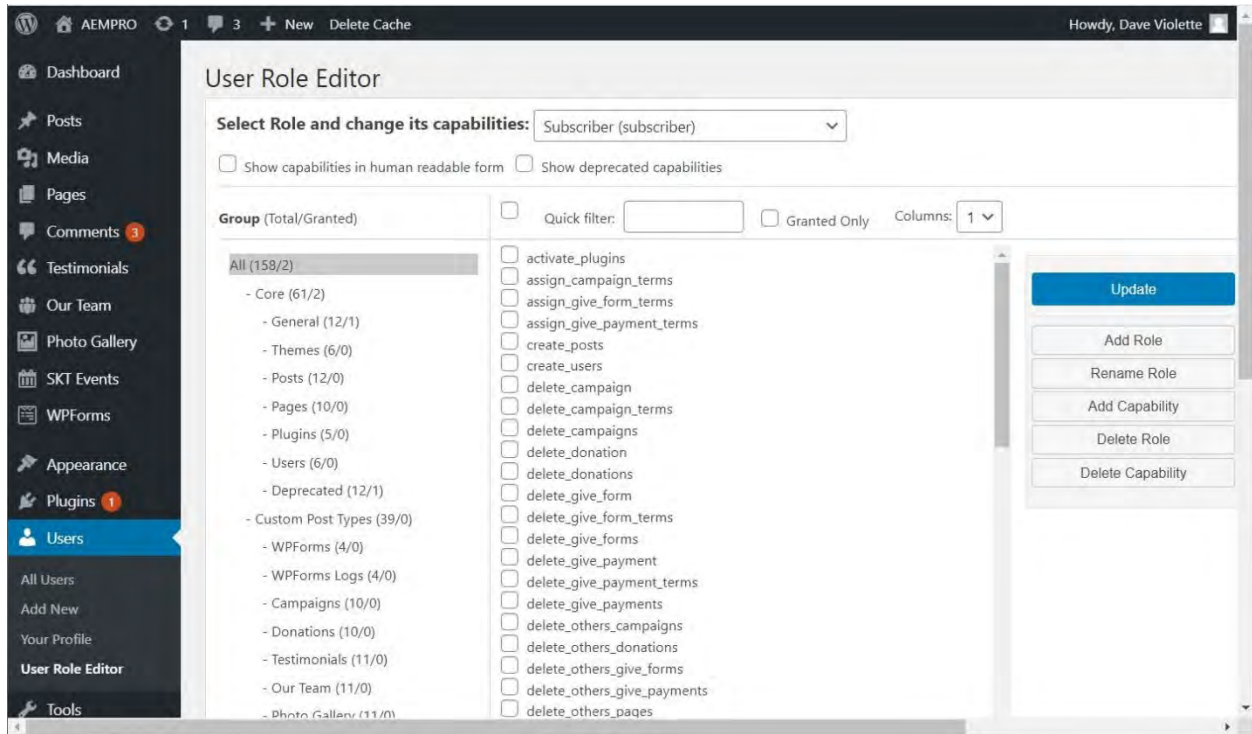 AEMPRO 1 3 + New Delete Cache Howdy, Dave Violette
Dashboard
Posts
Media
Pages
Comments 3
Testimonials
Our Team
Photo Gallery
SKT Events
WPForms
Appearance
Plugins 1
Users
All Users
Add New
Your Profile
User Role Editor
Tools
User Role Editor
Select Role and change its capabilities: Subscriber (subscriber)
Show capabilities in human readable form Show deprecated capabilities
Group (Total/Granted)
Quick filter: Granted Only Columns: 1
All (158/2)
- Core (61/2)
- General (12/1)
- Themes (6/0)
- Posts (12/0)
- Pages (10/0)
- Plugins (5/0)
- Users (6/0)
- Deprecated (12/1)
- Custom Post Types (39/0)
- WPForms (4/0)
- WPForms Logs (4/0)
- Campaigns (10/0)
- Donations (10/0)
- Testimonials (11/0)
- Our Team (11/0)
- Photo Gallery (11/0)
activate_plugins
assign_campaign_terms
assign_give_form_terms
assign_give_payment_terms
create_posts
create_users
delete_campaign
delete_campaign_terms
delete_campaigns
delete_donation
delete_donations
delete_give_form
delete_give_form_terms
delete_give_forms
delete_give_payment
delete_give_payment_terms
delete_give_payments
delete_others_campaigns
delete_others_donations
delete_others_give_forms
delete_others_give_payments
delete_others_pages
Update
Add Role
Rename Role
Add Capability
Delete Role
Delete Capability